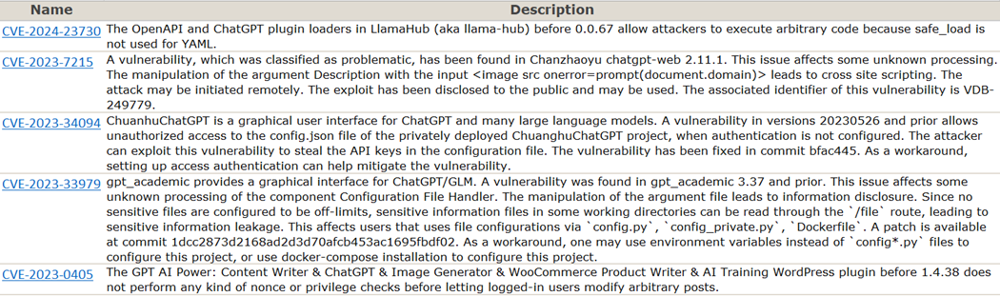 Name Description
CVE-2024-23730 The OpenAPI and ChatGPT plugin loaders in LlamaHub (aka llama-hub) before 0.0.67 allow attackers to execute arbitrary code because safe_load is
not used for YAML.
CVE-2023-7215 A vulnerability, which was classified as problematic, has been found in Chanzhaoyu chatgpt-web 2.11.1. This issue affects some unknown processing.
The manipulation of the argument Description with the input <image src onerror=prompt(document.domain)> leads to cross site scripting. The
attack may be initiated remotely. The exploit has been disclosed to the public and may be used. The associated identifier of this vulnerability is VDB-
249779.
CVE-2023-34094 ChuanhuChatGPT is a graphical user interface for ChatGPT and many large language models. A vulnerability in versions 20230526 and prior allows
unauthorized access to the config.json file of the privately deployed ChuanghuChatGPT project, when authentication is not configured. The attacker
can exploit this vulnerability to steal the API keys in the configuration file. The vulnerability has been fixed in commit bfac445. As a workaround,
setting up access authentication can help mitigate the vulnerability.
CVE-2023-33979 gpt_academic provides a graphical interface for ChatGPT/GLM. A vulnerability was found in gpt_academic 3.37 and prior. This issue affects some
unknown processing of the component Configuration File Handler. The manipulation of the argument file leads to information disclosure. Since no
sensitive files are configured to be off-limits, sensitive information files in some working directories can be read through the `/file` route, leading to
sensitive information leakage. This affects users that uses file configurations via `config.py`, `config_private.py`, `Dockerfile`. A patch is available
at commit 1dcc2873d2168ad2d3d70afcb453ac1695fbdf02. As a workaround, one may use environment variables instead of `config*.py` files to
configure this project, or use docker-compose installation to configure this project.
CVE-2023-0405 The GPT AI Power: Content Writer & ChatGPT & Image Generator & WooCommerce Product Writer & AI Training WordPress plugin before 1.4.38 does
not perform any kind of nonce or privilege checks before letting logged-in users modify arbitrary posts.